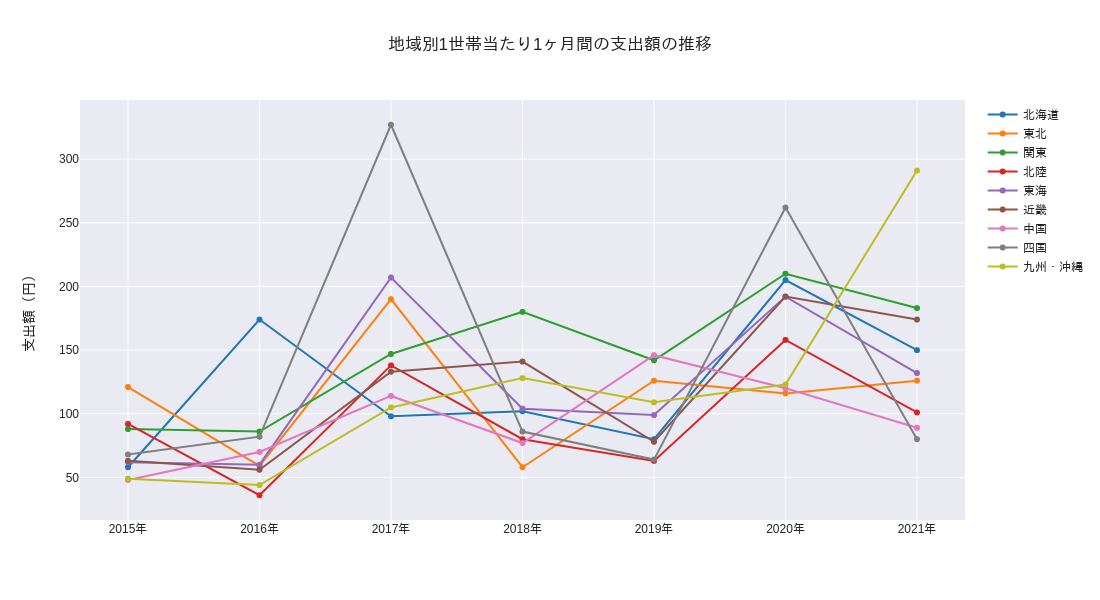 地域別1世帯当たり1ヶ月間の支出額の推移
支出額（円）
300
250
200
150
100
50
2015年
2016年
2017年
2018年
2019年
2020年
2021年
北海道
東北
関東
北陸
東海
近畿
中国
四国
九州・沖縄